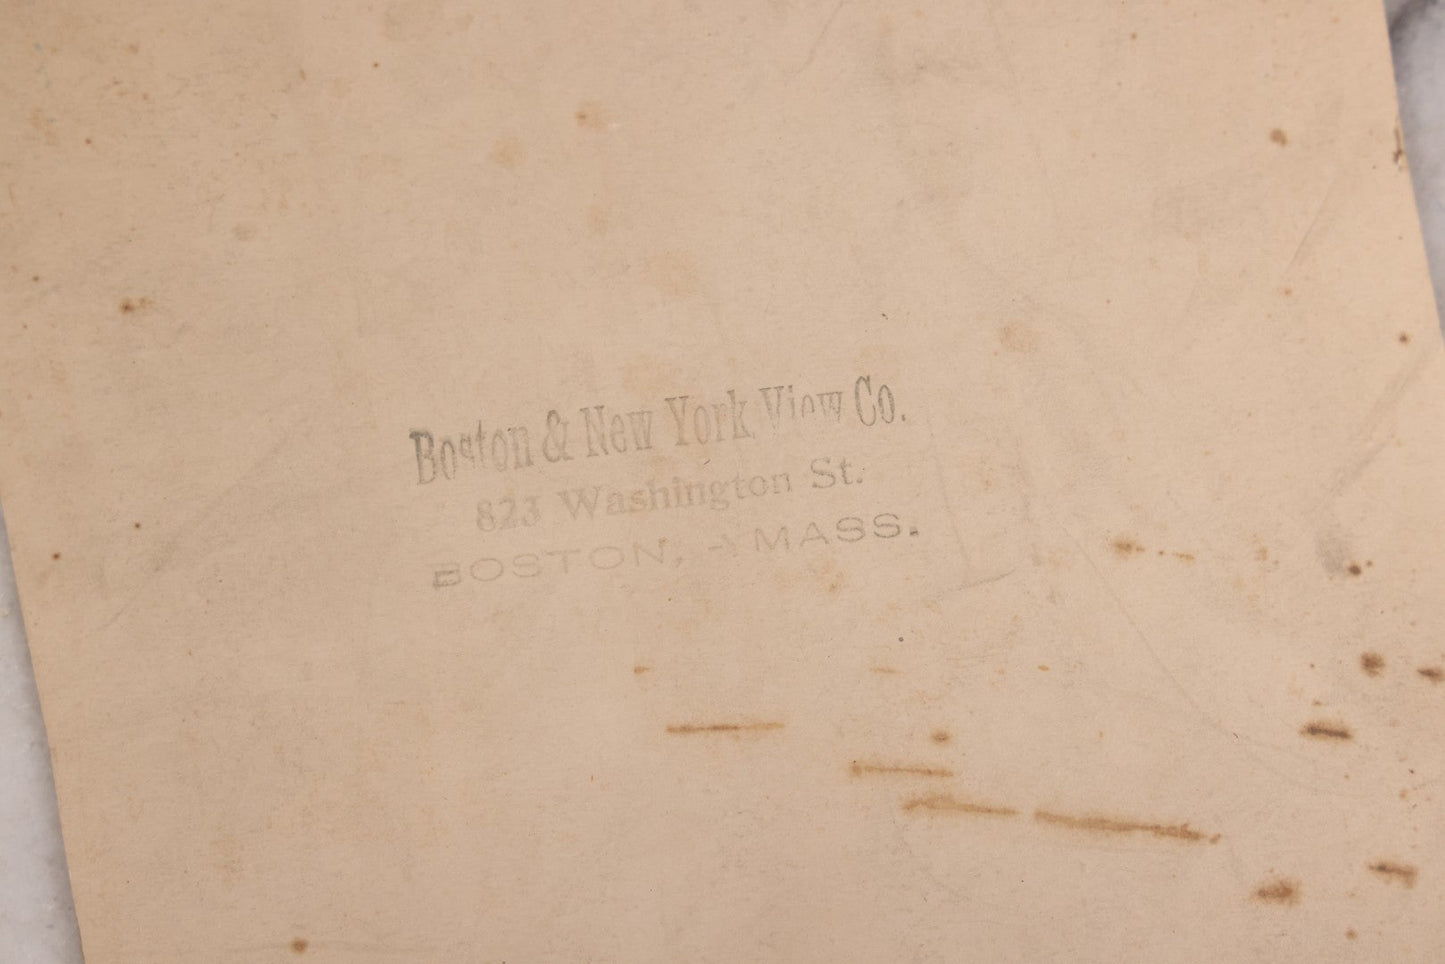 Boston & New York View Co.
823 Washington St.
BOSTON, MASS.